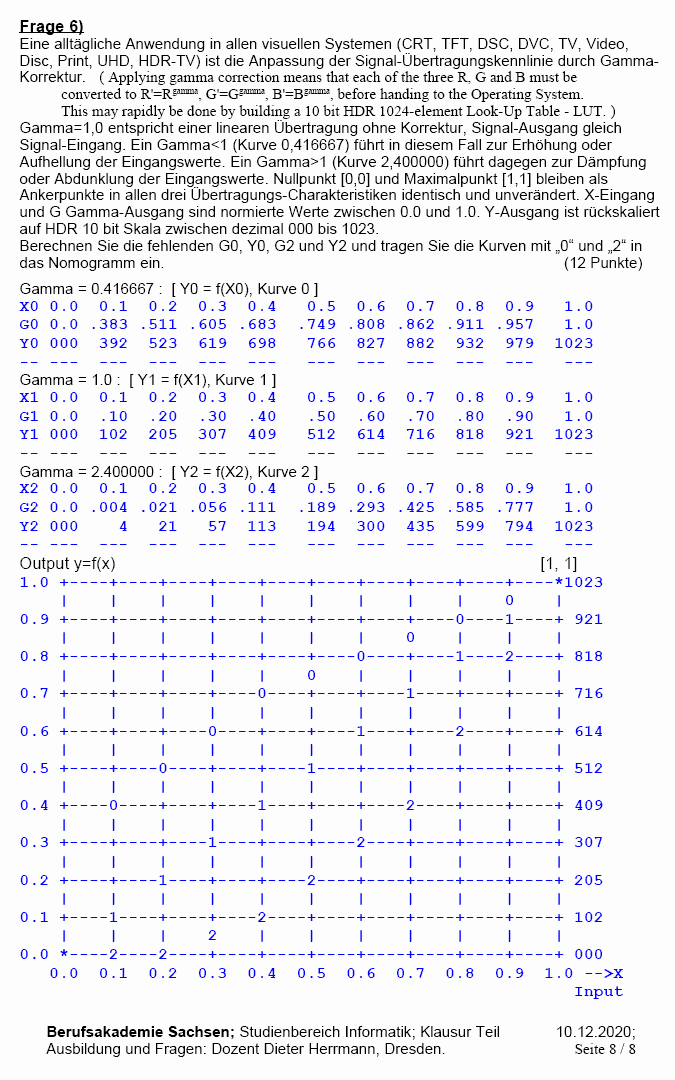 Frage 6)
Eine alltägliche Anwendung in allen visuellen Systemen (CRT, TFT, DSC, DVC, TV, Video,
Disc, Print, UHD, HDR-TV) ist die Anpassung der Signal-Übertragungskennlinie durch Gamma-
Korrektur. ( Applying gamma correction means that each of the three R, G and B must be
converted to R'=Rgamma, G'=Ggamma, B'=Bgamma, before handing to the Operating System.
This may rapidly be done by building a 10 bit HDR 1024-element Look-Up Table - LUT. )
Gamma=1,0 entspricht einer linearen Übertragung ohne Korrektur, Signal-Ausgang gleich
Signal-Eingang. Ein Gamma<1 (Kurve 0,416667) führt in diesem Fall zur Erhöhung oder
Aufhellung der Eingangswerte. Ein Gamma>1 (Kurve 2,400000) führt dagegen zur Dämpfung
oder Abdunklung der Eingangswerte. Nullpunkt [0,0] und Maximalpunkt [1,1] bleiben als
Ankerpunkte in allen drei Übertragungs-Charakteristiken identisch und unverändert. X-Eingang
und G Gamma-Ausgang sind normierte Werte zwischen 0.0 und 1.0. Y-Ausgang ist rückskaliert
auf HDR 10 bit Skala zwischen dezimal 000 bis 1023.
Berechnen Sie die fehlenden G0, Y0, G2 und Y2 und tragen Sie die Kurven mit „0“ und „2“ in
das Nomogramm ein. (12 Punkte)
Gamma = 0.416667 : [ Y0 = f(X0), Kurve 0 ]
X0 0.0  0.1  0.2  0.3  0.4   0.5  0.6  0.7  0.8  0.9   1.0
G0 0.0 .383 .511 .605 .683  .749 .808 .862 .911 .957   1.0
Y0 000  392  523  619  698   766  827  882  932  979  1023
-- ---  ---  ---  ---  ---   ---  ---  ---  ---  ---   ---
Gamma = 1.0 : [ Y1 = f(X1), Kurve 1 ]
X1 0.0  0.1  0.2  0.3  0.4   0.5  0.6  0.7  0.8  0.9   1.0
G1 0.0  .10  .20  .30  .40   .50  .60  .70  .80  .90   1.0
Y1 000  102  205  307  409   512  614  716  818  921  1023
-- ---  ---  ---  ---  ---   ---  ---  ---  ---  ---   ---
Gamma = 2.400000 : [ Y2 = f(X2), Kurve 2 ]
X2 0.0  0.1  0.2  0.3  0.4   0.5  0.6  0.7  0.8  0.9   1.0
G2 0.0 .004 .021 .056 .111  .189 .293 .425 .585 .777   1.0
Y2 000    4   21   57  113   194  300  435  599  794  1023
-- ---  ---  ---  ---  ---   ---  ---  ---  ---  ---   ---
Output y=f(x) [1, 1]
1.0 +----+----+----+----+----+----+----+----+----+----*1023
    |    |    |    |    |    |    |    |    |    0    |
0.9 +----+----+----+----+----+----+----+----0----1----+ 921
    |    |    |    |    |    |    |    0    |    |    |
0.8 +----+----+----+----+----+----0----+----1----2----+ 818
    |    |    |    |    |    0    |    |    |    |    |
0.7 +----+----+----+----0----+----+----1----+----+----+ 716
    |    |    |    |    |    |    |    |    |    |    |
0.6 +----+----+----0----+----+----1----+----2----+----+ 614
    |    |    |    |    |    |    |    |    |    |    |
0.5 +----+----0----+----+----1----+----+----+----+----+ 512
    |    |    |    |    |    |    |    |    |    |    |
0.4 +----0----+----+----1----+----+----2----+----+----+ 409
    |    |    |    |    |    |    |    |    |    |    |
0.3 +----+----+----1----+----+----2----+----+----+----+ 307
    |    |    |    |    |    |    |    |    |    |    |
0.2 +----+----1----+----+----2----+----+----+----+----+ 205
    |    |    |    |    |    |    |    |    |    |    |
0.1 +----1----+----+----2----+----+----+----+----+----+ 102
    |    |    |    2    |    |    |    |    |    |    |
0.0 *----2----2----+----+----+----+----+----+----+----+ 000
   0.0  0.1  0.2  0.3  0.4  0.5  0.6  0.7  0.8  0.9  1.0 -->X
Input
Berufsakademie Sachsen; Studienbereich Informatik; Klausur Teil 10.12.2020;
Ausbildung und Fragen: Dozent Dieter Herrmann, Dresden. Seite 8 / 8